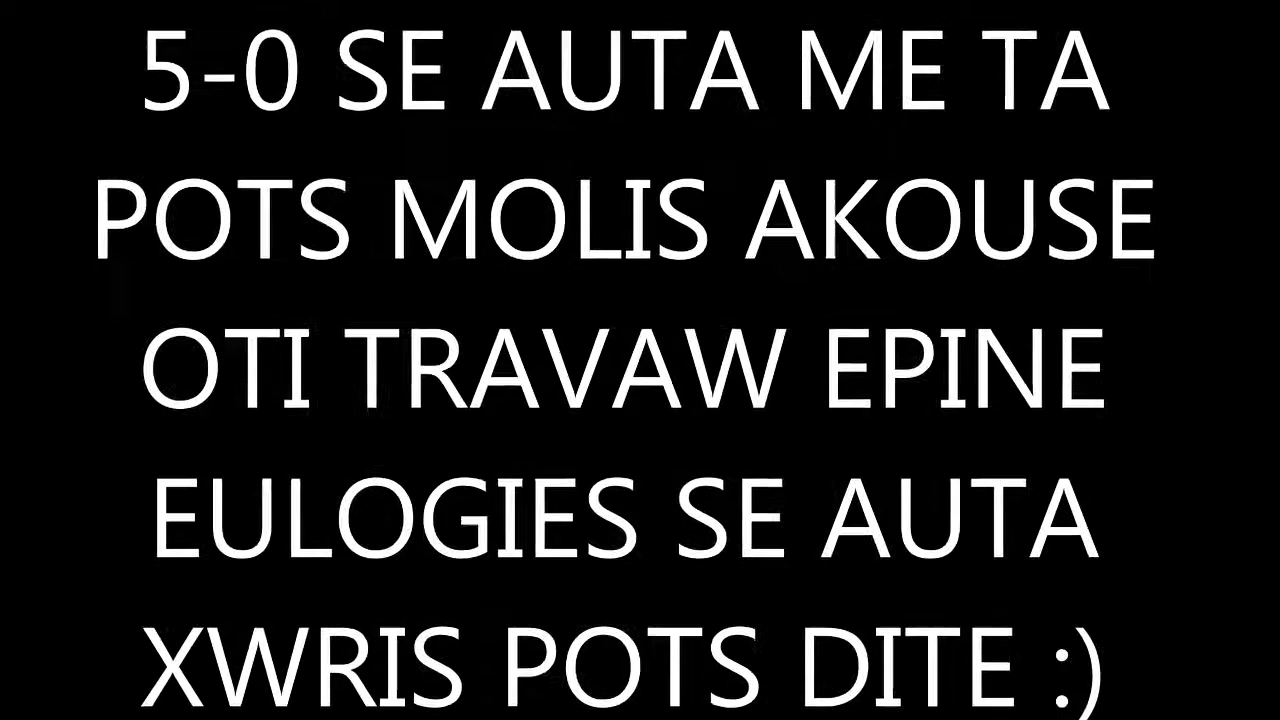 5-0 SE AUTA ME TA
POTS MOLIS AKOUSE
OTI TRAVAW EPINE
EULOGIES SE AUTA
XWRIS POTS DITE :)